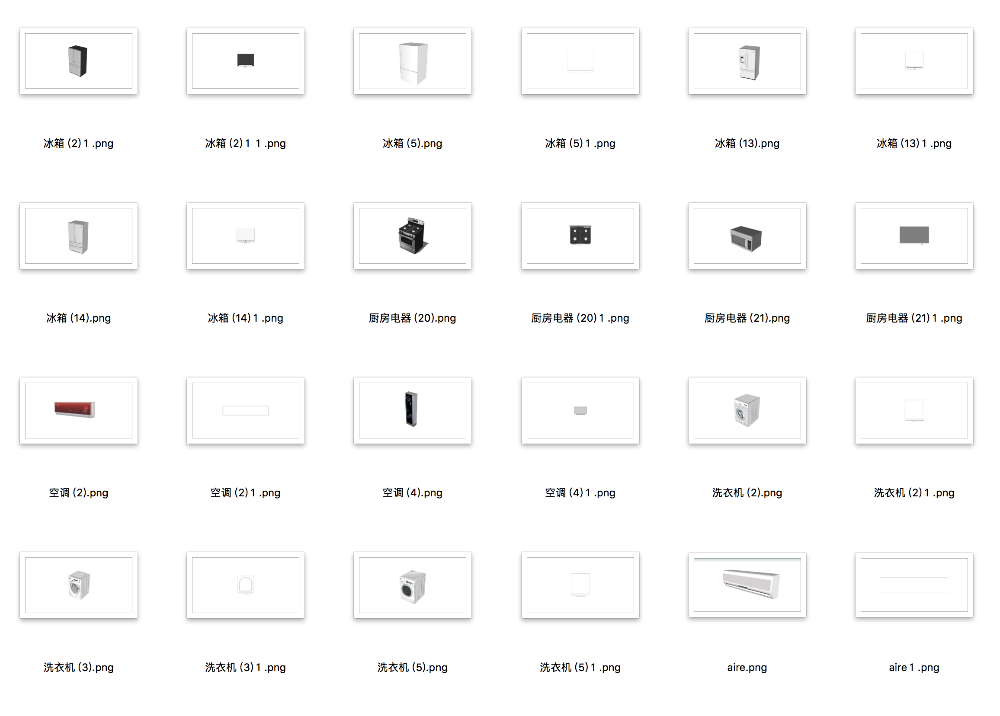 冰箱 (2) 1 .png
冰箱 (2) 1 1 .png
冰箱 (5).png
冰箱 (5) 1 .png
冰箱 (13).png
冰箱 (13) 1 .png
冰箱 (14).png
冰箱 (14) 1 .png
厨房电器 (20).png
厨房电器 (20) 1 .png
厨房电器 (21).png
厨房电器 (21) 1 .png
空调 (2).png
空调 (2) 1 .png
空调 (4).png
空调 (4) 1 .png
洗衣机 (2).png
洗衣机 (2) 1 .png
洗衣机 (3).png
洗衣机 (3) 1 .png
洗衣机 (5).png
洗衣机 (5) 1 .png
aire.png
aire 1 .png